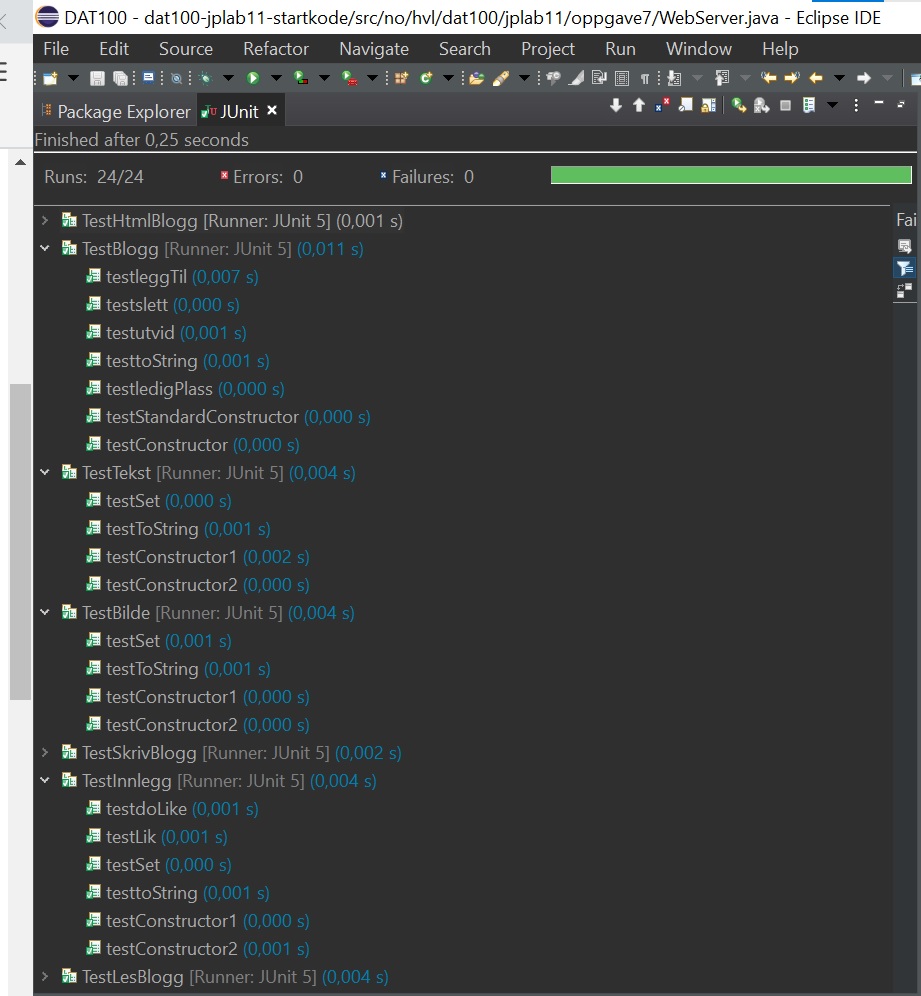 DAT100 - dat100-jplab11-startkode/src/no/hvl/dat100/jplab11/oppgave7/WebServer.java - Eclipse IDE
File Edit Source Refactor Navigate Search Project Run Window Help
Package Explorer JUnit
Finished after 0,25 seconds
Runs: 24/24 Errors: 0 Failures: 0
TestHtmlBlogg [Runner: JUnit 5] (0,001 s)
Fai
TestBlogg [Runner: JUnit 5] (0,011 s)
testleggTil (0,007 s)
testslett (0,000 s)
testutvid (0,001 s)
testtoString (0,001 s)
testledigPlass (0,000 s)
testStandardConstructor (0,000 s)
testConstructor (0,000 s)
TestTekst [Runner: JUnit 5] (0,004 s)
testSet (0,000 s)
testToString (0,001 s)
testConstructor1 (0,002 s)
testConstructor2 (0,000 s)
TestBilde [Runner: JUnit 5] (0,004 s)
testSet (0,001 s)
testToString (0,001 s)
testConstructor1 (0,000 s)
testConstructor2 (0,000 s)
TestSkrivBlogg [Runner: JUnit 5] (0,002 s)
TestInnlegg [Runner: JUnit 5] (0,004 s)
testdoLike (0,001 s)
testLik (0,001 s)
testSet (0,000 s)
testtoString (0,001 s)
testConstructor1 (0,000 s)
testConstructor2 (0,001 s)
TestLesBlogg [Runner: JUnit 5] (0,004 s)